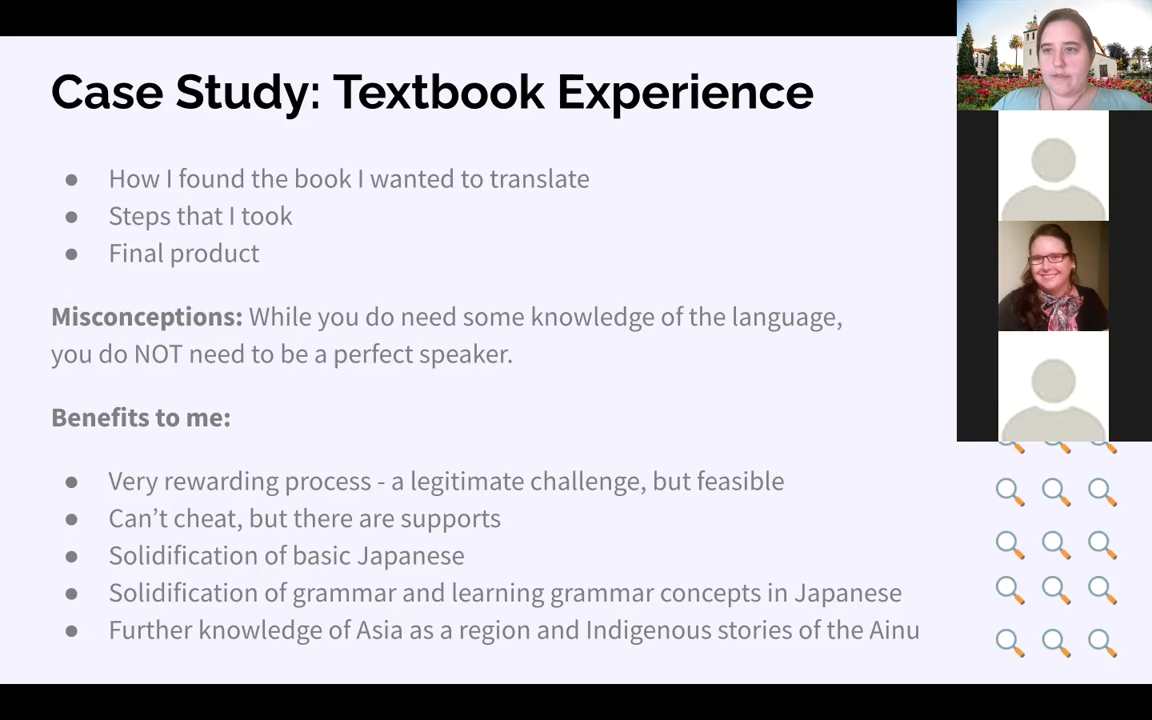 Case Study: Textbook Experience
● How I found the book I wanted to translate
● Steps that I took
● Final product
Misconceptions: While you do need some knowledge of the language,
you do NOT need to be a perfect speaker.
Benefits to me:
● Very rewarding process - a legitimate challenge, but feasible
● Can’t cheat, but there are supports
● Solidification of basic Japanese
● Solidification of grammar and learning grammar concepts in Japanese
● Further knowledge of Asia as a region and Indigenous stories of the Ainu